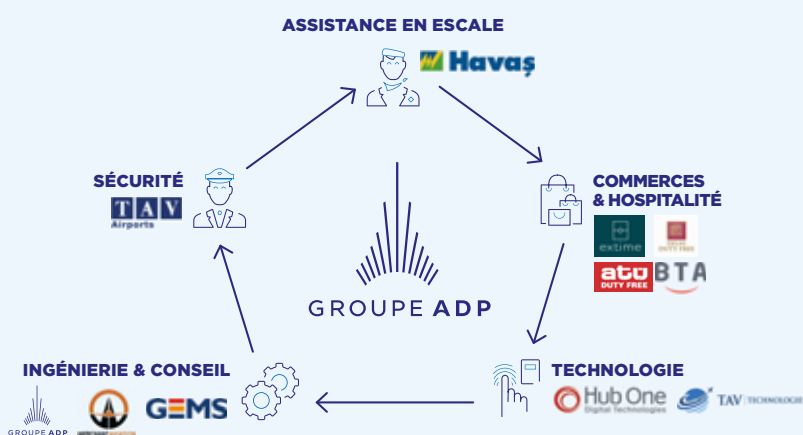 ASSISTANCE EN ESCALE
Havaş
SÉCURITÉ
TAV
Airports
COMMERCES
& HOSPITALITÉ
extime
DUTY FREE
atü
DUTY FREE
BTA
GROUPE ADP
INGÉNIERIE & CONSEIL
GROUPE ADP
GEMS
TECHNOLOGIE
Hub One
Digital Technologies
TAV TECHNOLOGIES